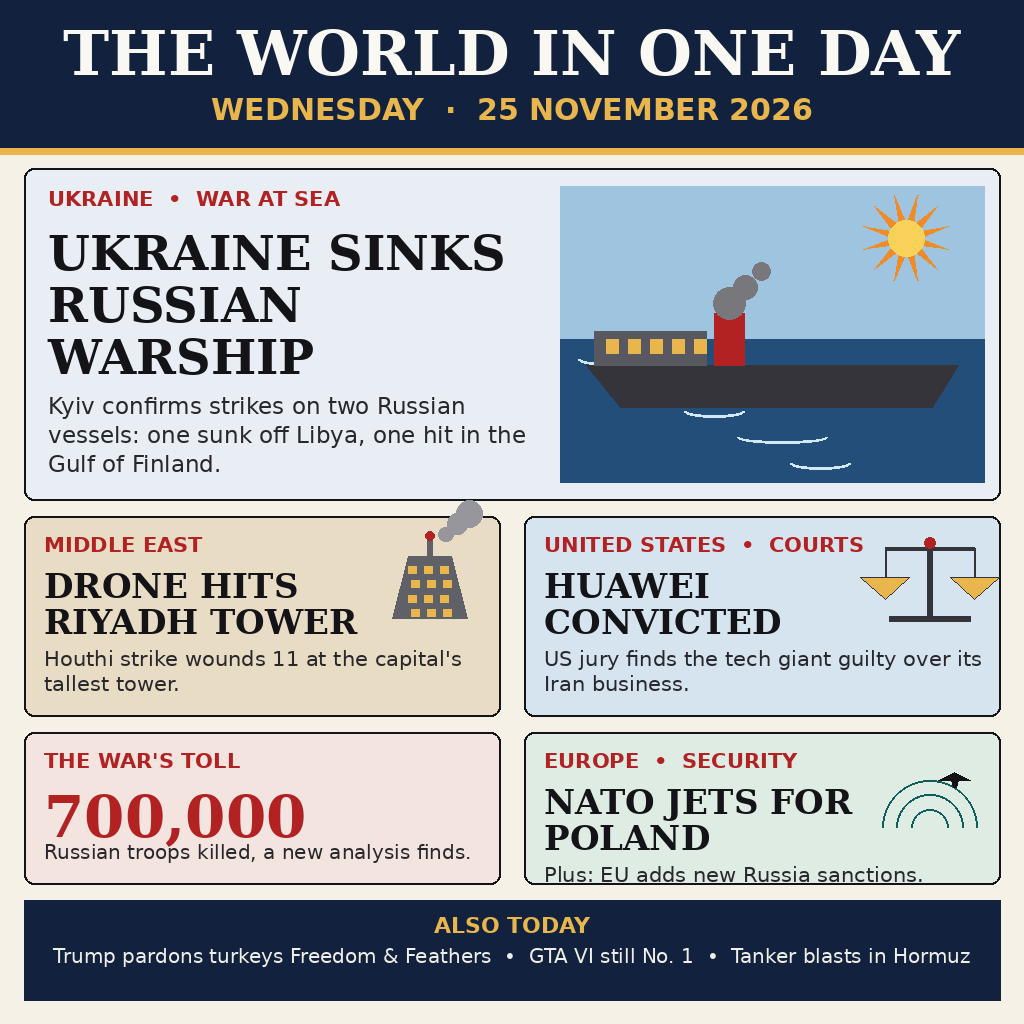 THE WORLD IN ONE DAY
WEDNESDAY · 25 NOVEMBER 2026
UKRAINE • WAR AT SEA
UKRAINE SINKS
RUSSIAN
WARSHIP
Kyiv confirms strikes on two Russian
vessels: one sunk off Libya, one hit in the
Gulf of Finland.
MIDDLE EAST
DRONE HITS
RIYADH TOWER
Houthi strike wounds 11 at the capital's
tallest tower.
UNITED STATES • COURTS
HUAWEI
CONVICTED
US jury finds the tech giant guilty over its
Iran business.
THE WAR'S TOLL
700,000
Russian troops killed, a new analysis finds.
EUROPE • SECURITY
NATO JETS FOR
POLAND
Plus: EU adds new Russia sanctions.
ALSO TODAY
Trump pardons turkeys Freedom & Feathers • GTA VI still No. 1 • Tanker blasts in Hormuz